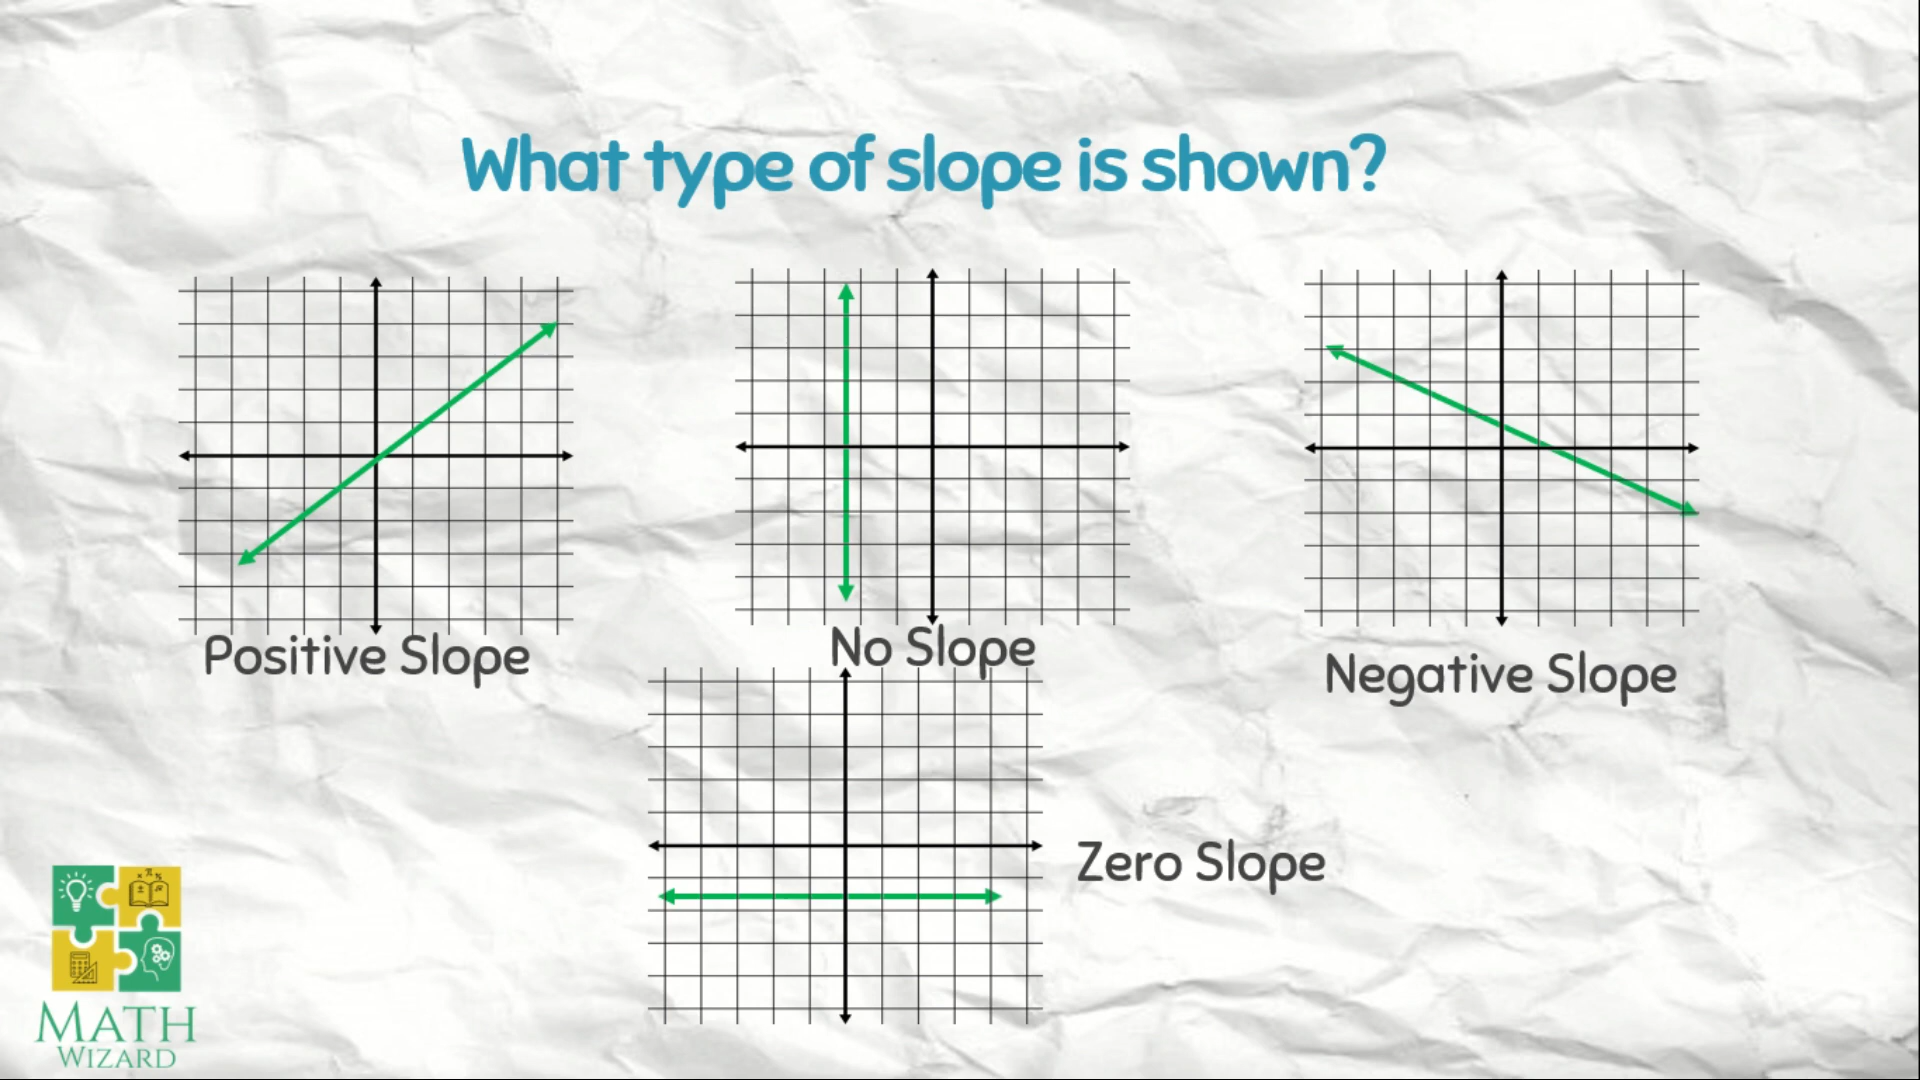 What type of slope is shown?
Positive Slope
No Slope
Negative Slope
Zero Slope
MATH
WIZARD